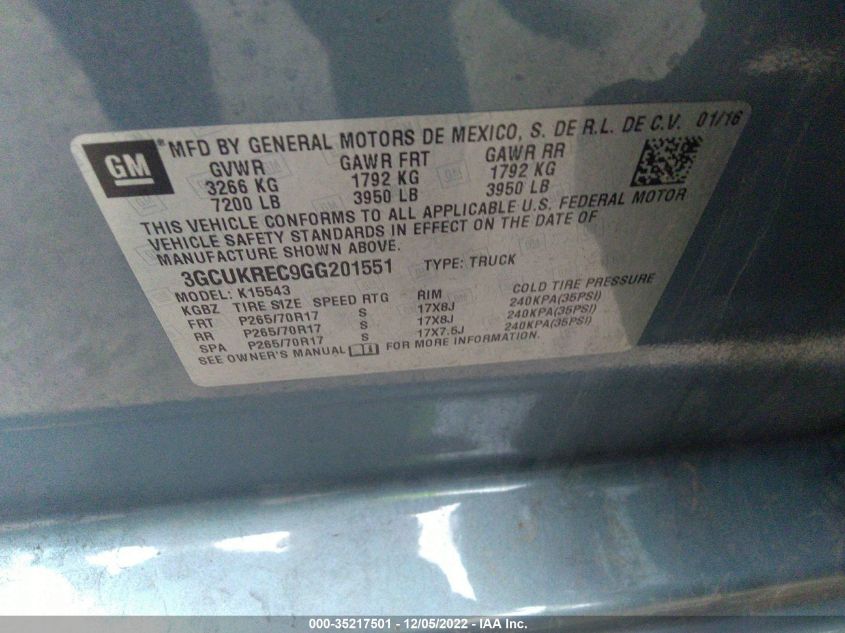 GM ® MFD BY GENERAL MOTORS DE MEXICO, S. DE R.L. DE C.V. 01/16
GVWR GAWR FRT GAWR RR
3266 KG 1792 KG 1792 KG
7200 LB 3950 LB 3950 LB
THIS VEHICLE CONFORMS TO ALL APPLICABLE U.S. FEDERAL MOTOR
VEHICLE SAFETY STANDARDS IN EFFECT ON THE DATE OF
MANUFACTURE SHOWN ABOVE.
3GCUKREC9GG201551 TYPE: TRUCK
MODEL: K15543
KGBZ TIRE SIZE SPEED RTG RIM COLD TIRE PRESSURE
FRT P265/70R17 S 17X8J 240KPA(35PSI)
RR P265/70R17 S 17X8J 240KPA(35PSI)
SPA P265/70R17 S 17X7.5J 240KPA(35PSI)
SEE OWNER'S MANUAL FOR MORE INFORMATION.
000-35217501 - 12/05/2022 - IAA Inc.